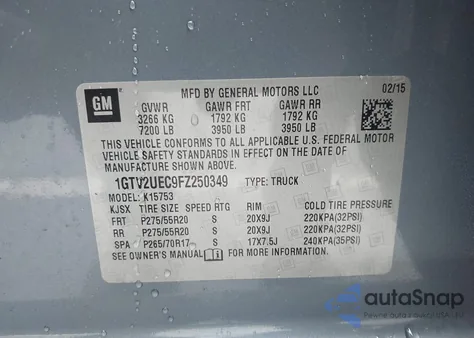 MFD BY GENERAL MOTORS LLC
02/15
GM
GVWR GAWR FRT GAWR RR
3266 KG 1792 KG 1792 KG
7200 LB 3950 LB 3950 LB
THIS VEHICLE CONFORMS TO ALL APPLICABLE U.S. FEDERAL MOTOR
VEHICLE SAFETY STANDARDS IN EFFECT ON THE DATE OF
MANUFACTURE SHOWN ABOVE.
1GTV2UEC9FZ250349 TYPE: TRUCK
MODEL: K15753
KJSX TIRE SIZE SPEED RTG RIM COLD TIRE PRESSURE
FRT P275/55R20 S 20X9J 220KPA(32PSI)
RR P275/55R20 S 20X9J 220KPA(32PSI)
SPA P265/70R17 S 17X7.5J 240KPA(35PSI)
SEE OWNER'S MANUAL FOR MORE INFORMATION.
autoSnap